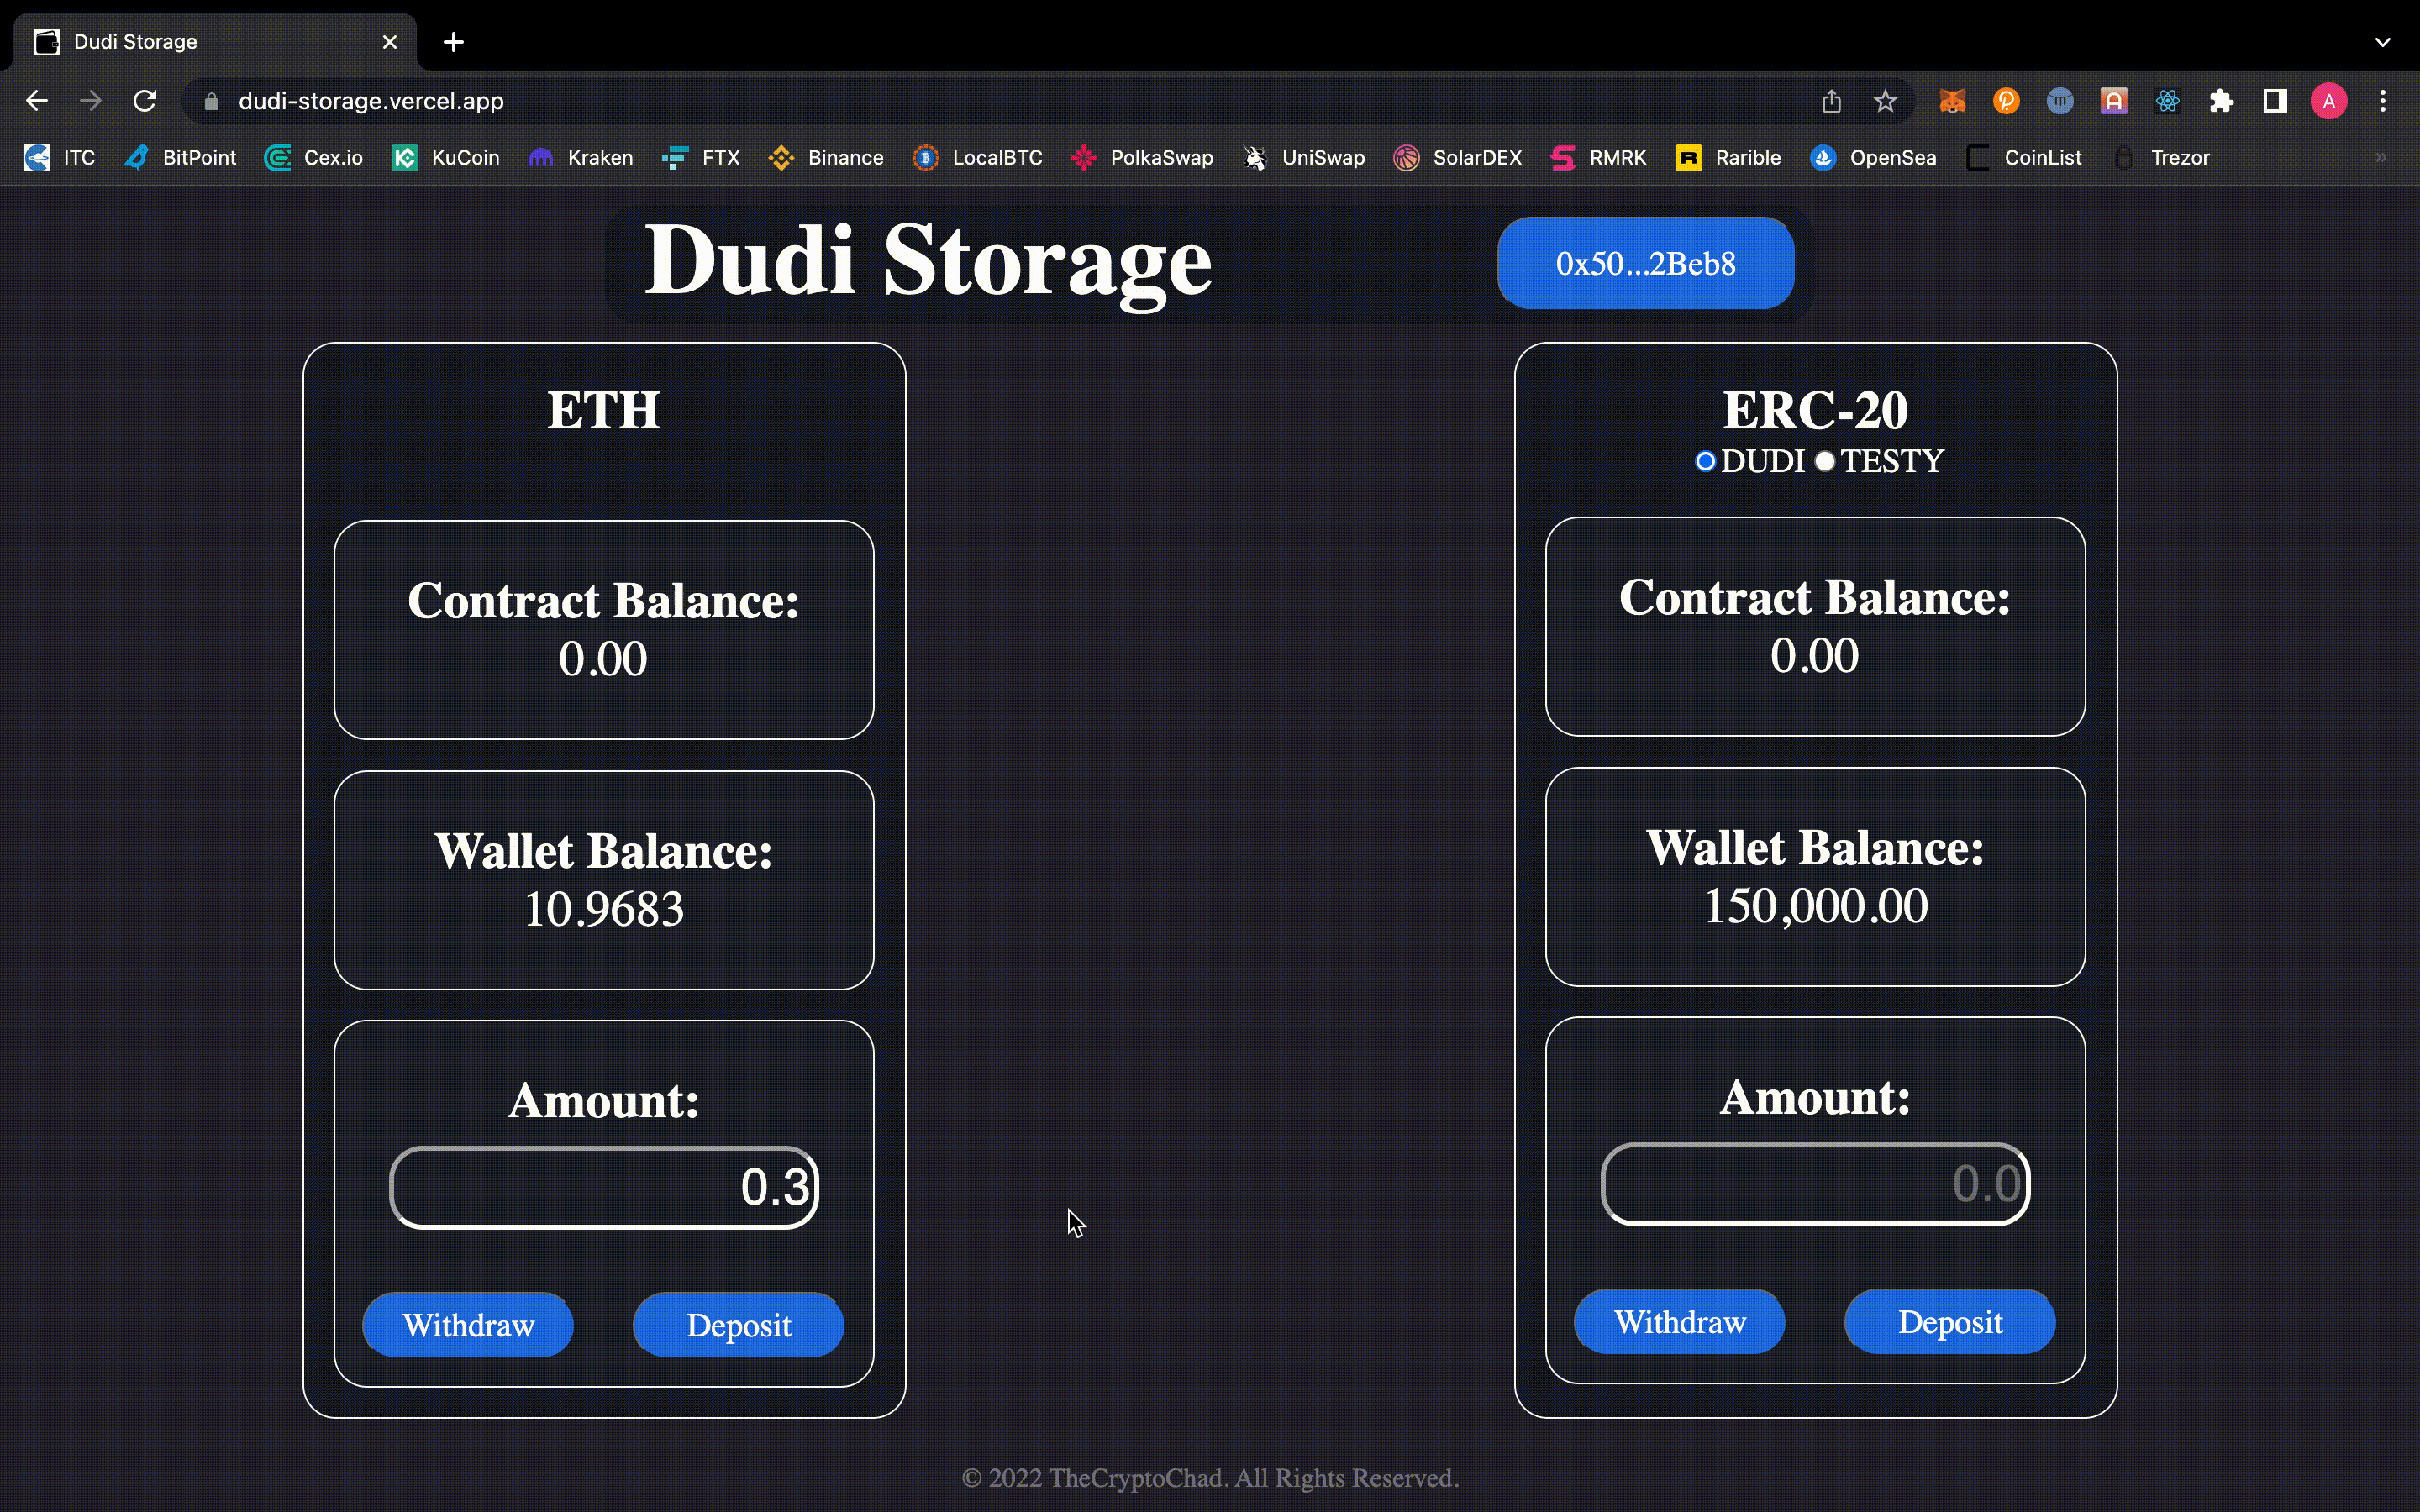 Dudi Storage
dudi-storage.vercel.app
A
ITC BitPoint Cex.io KuCoin Kraken FTX Binance LocalBTC PolkaSwap UniSwap SolarDEX RMRK Rarible OpenSea CoinList Trezor
Dudi Storage
0x50...2Beb8
ETH
Contract Balance:
0.00
Wallet Balance:
10.9683
Amount:
0.3
Withdraw Deposit
ERC-20
DUDI TESTY
Contract Balance:
0.00
Wallet Balance:
150,000.00
Amount:
0.0
Withdraw Deposit
© 2022 TheCryptoChad. All Rights Reserved.